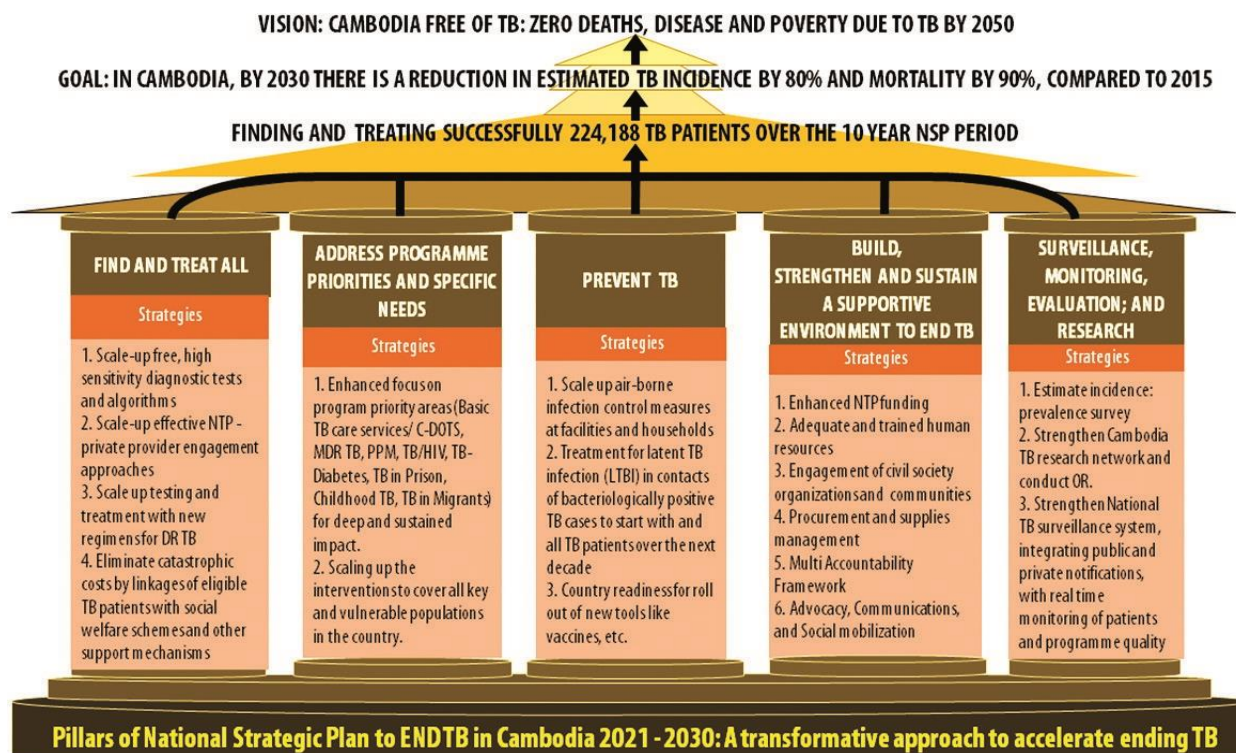 VISION: CAMBODIA FREE OF TB: ZERO DEATHS, DISEASE AND POVERTY DUE TO TB BY 2050
GOAL: IN CAMBODIA, BY 2030 THERE IS A REDUCTION IN ESTIMATED TB INCIDENCE BY 80% AND MORTALITY BY 90%, COMPARED TO 2015
FINDING AND TREATING SUCCESSFULLY 224,188 TB PATIENTS OVER THE 10 YEAR NSP PERIOD
FIND AND TREAT ALL
Strategies
1. Scale-up free, high
sensitivity diagnostic tests
and algorithms
2. Scale-up effective NTP -
private provider engagement
approaches
3. Scale up testing and
treatment with new
regimens for DR TB
4. Eliminate catastrophic
costs by linkages of eligible
TB patients with social
welfare schemes and other
support mechanisms
ADDRESS PROGRAMME
PRIORITIES AND SPECIFIC
NEEDS
Strategies
1. Enhanced focus on
program priority areas (Basic
TB care services/ C-DOTS,
MDR TB, PPM, TB/HIV, TB-
Diabetes, TB in Prison,
Childhood TB, TB in Migrants)
for deep and sustained
impact.
2. Scaling up the
interventions to cover all key
and vulnerable populations
in the country.
PREVENT TB
Strategies
1. Scale up air-borne
infection control measures
at facilities and households
2. Treatment for latent TB
infection (LTBI) in contacts
of bacteriologically positive
TB cases to start with and
all TB patients over the next
decade
3. Country readiness for roll
out of new tools like
vaccines, etc.
BUILD,
STRENGTHEN AND SUSTAIN
A SUPPORTIVE
ENVIRONMENT TO END TB
Strategies
1. Enhanced NTP funding
2. Adequate and trained human
resources
3. Engagement of civil society
organizations and communities
4. Procurement and supplies
management
5. Multi Accountability
Framework
6. Advocacy, Communications,
and Social mobilization
SURVEILLANCE,
MONITORING,
EVALUATION; AND
RESEARCH
Strategies
1. Estimate incidence:
prevalence survey
2. Strengthen Cambodia
TB research network and
conduct OR.
3. Strengthen National
TB surveillance system,
integrating public and
private notifications,
with real time
monitoring of patients
and programme quality
Pillars of National Strategic Plan to ENDTB in Cambodia 2021 - 2030: A transformative approach to accelerate ending TB